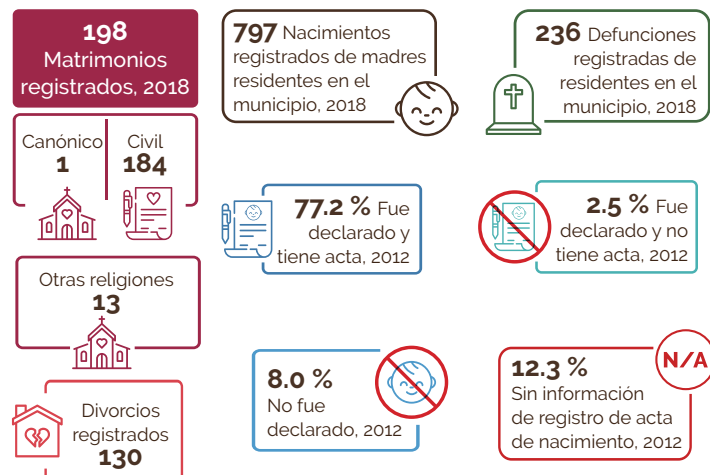 198
Matrimonios
registrados, 2018
Canónico
1
Civil
184
Otras religiones
13
Divorcios
registrados
130
797 Nacimientos
registrados de madres
residentes en el
municipio, 2018
236 Defunciones
registradas de
residentes en el
municipio, 2018
77.2 % Fue
declarado y
tiene acta, 2012
2.5 % Fue
declarado y no
tiene acta, 2012
8.0 %
No fue
declarado, 2012
N/A
12.3 %
Sin información
de registro de acta
de nacimiento, 2012